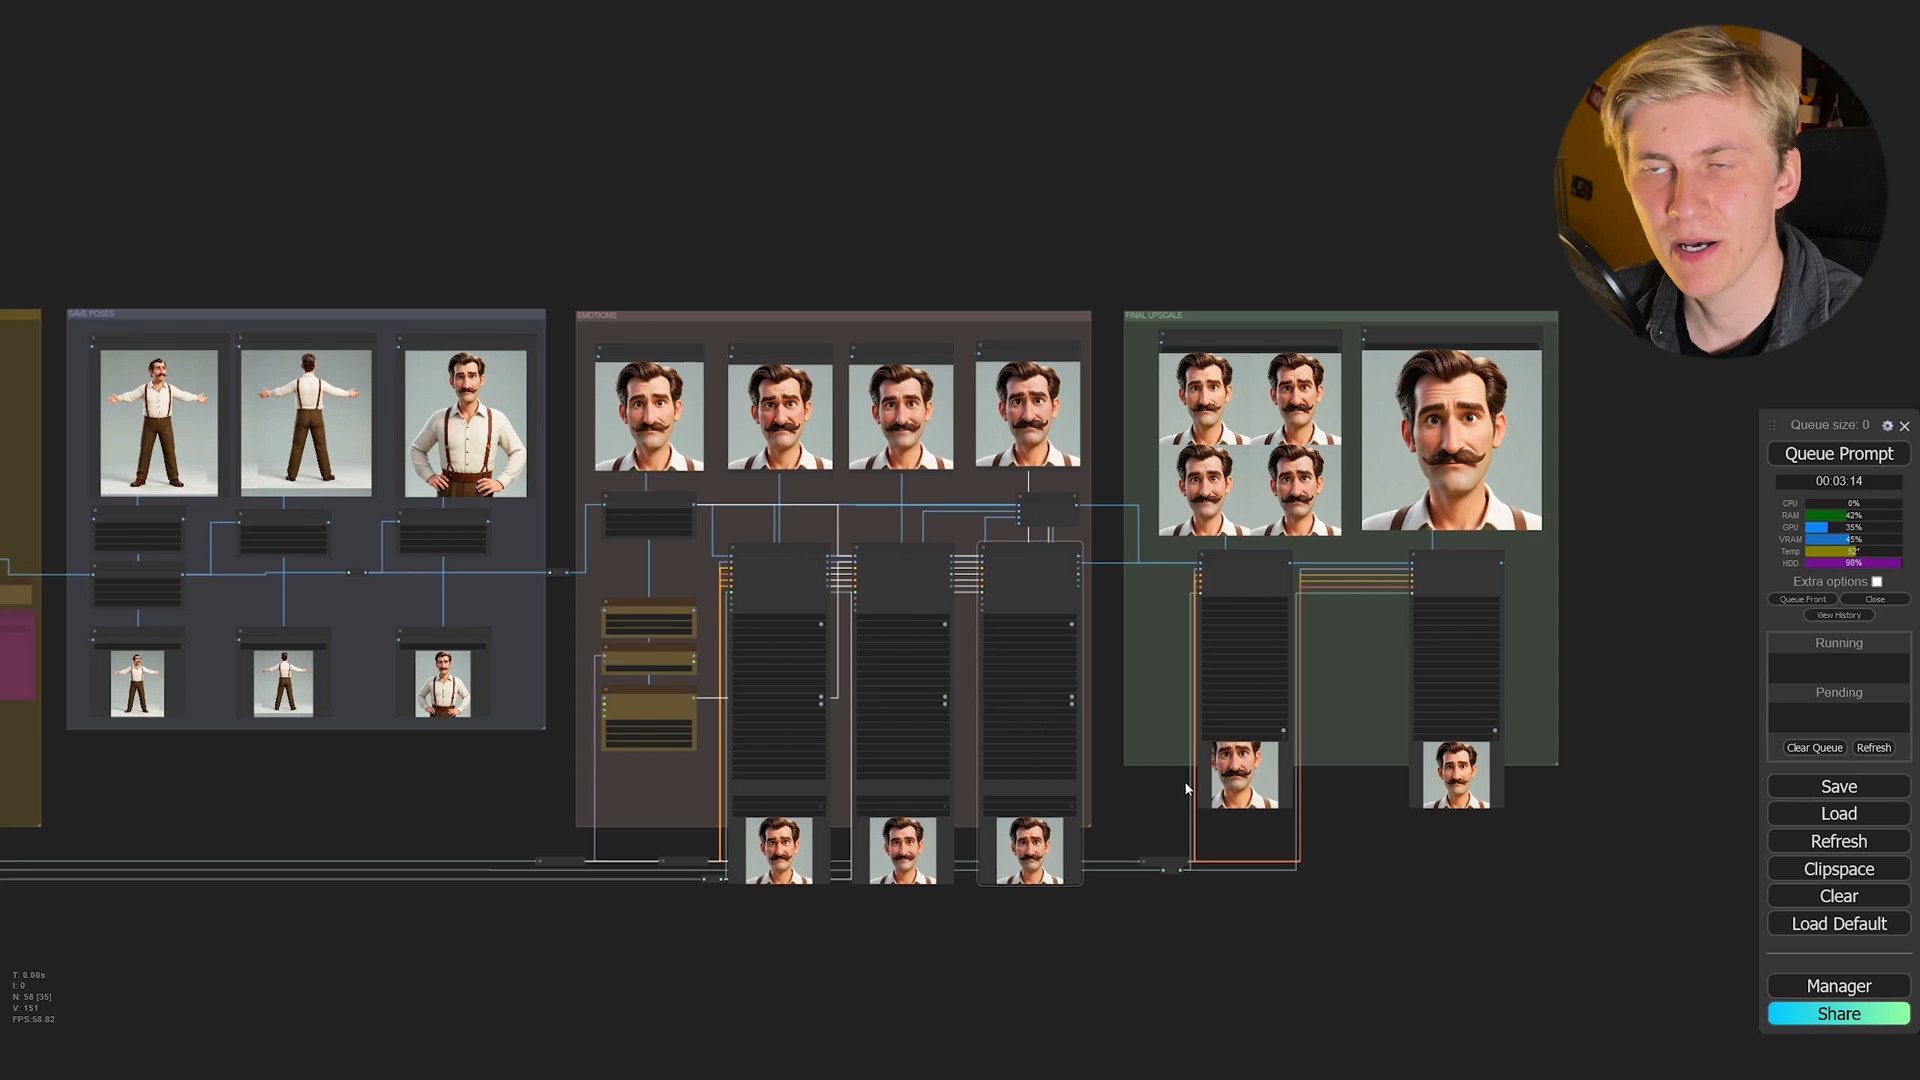 SAVE POSES
EMOTIONS
FINAL UPSCALE
Queue size: 0
Queue Prompt
00:03:14
CPU 0%
RAM 42%
GPU 35%
VRAM 45%
Temp 52°
HDD 98%
Extra options
Queue Front Close
View History
Running
Pending
Clear Queue Refresh
Save
Load
Refresh
Clipspace
Clear
Load Default
Manager
Share
T: 0.00s
I: 0
N: 58 [35]
V: 151
FPS:58.82